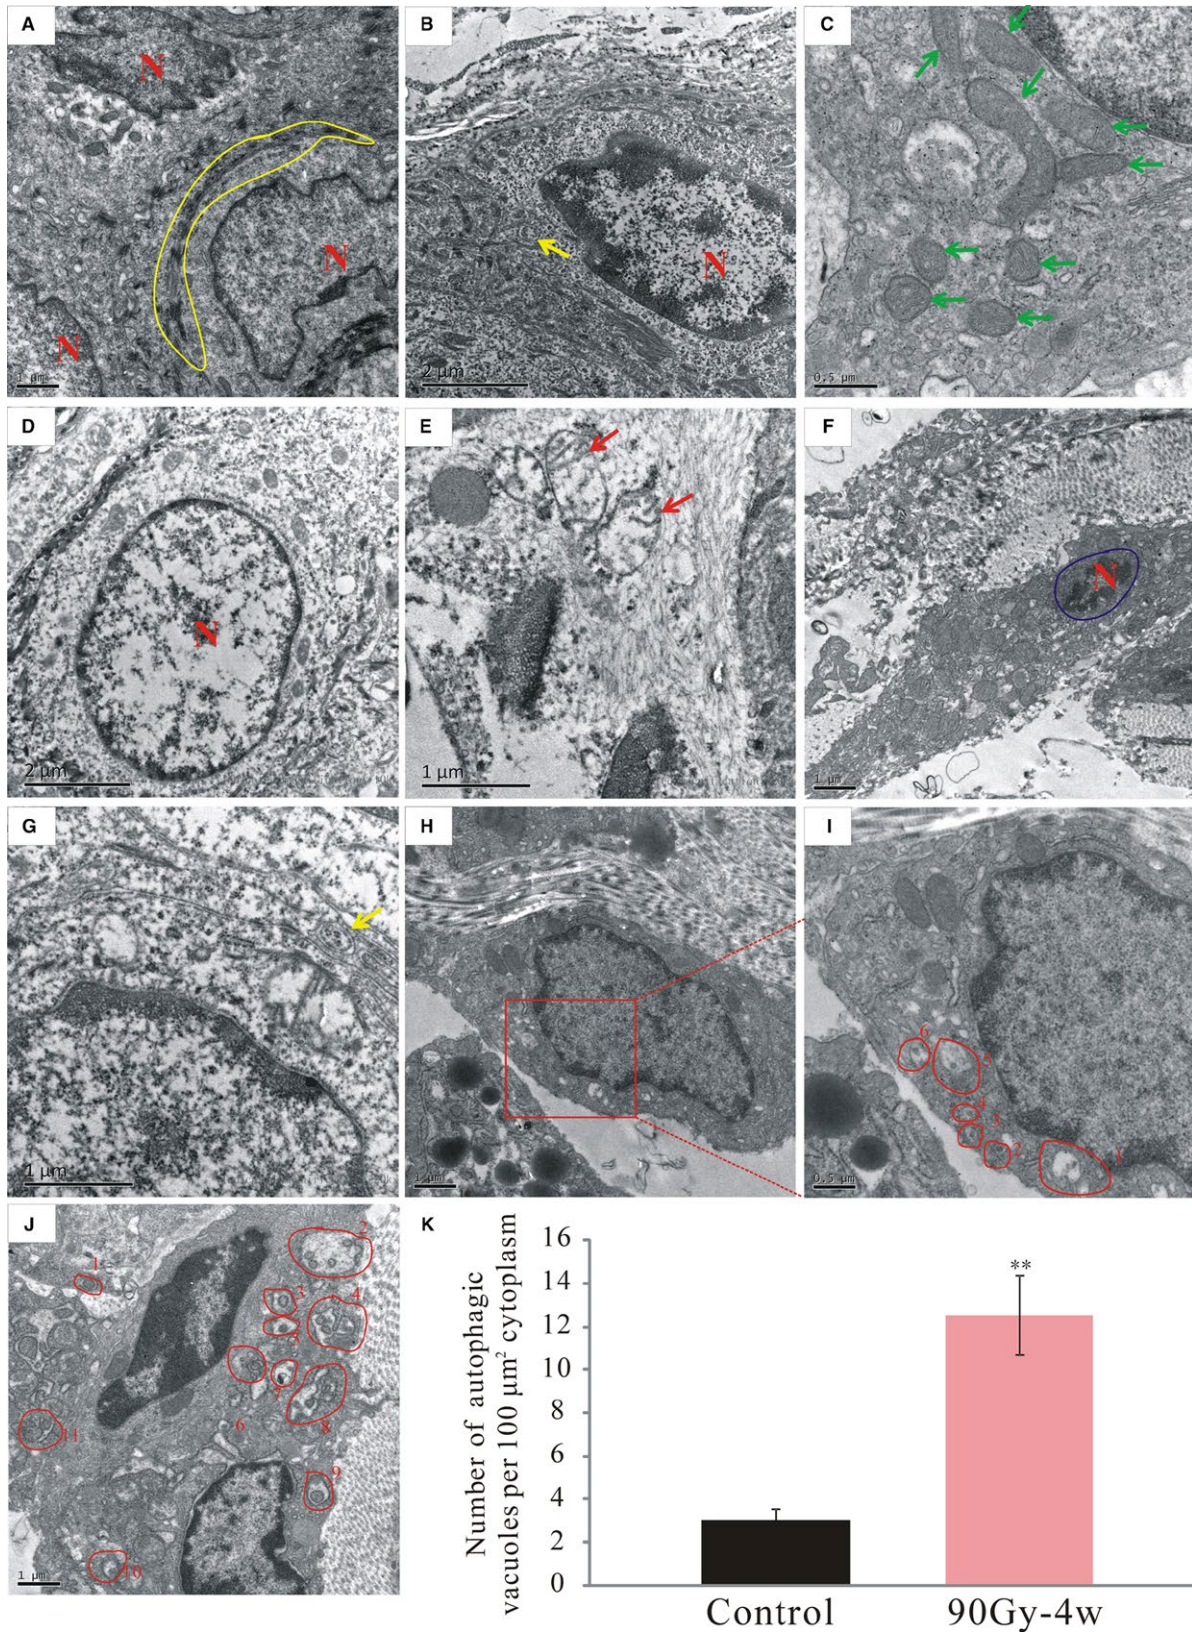 A
N
N
N
1 µm
B
N
2 µm
C
0.5 µm
D
N
2 µm
E
1 µm
F
N
1 µm
G
1 µm
H
1 µm
I
6
5
4
3
2
1
0.5 µm
J
1
2
3
4
5
7
6
8
11
9
10
1 µm
K
Number of autophagic
vacuoles per 100 µm² cytoplasm
16
14
12
10
8
6
4
2
0
**
Control
90Gy-4w